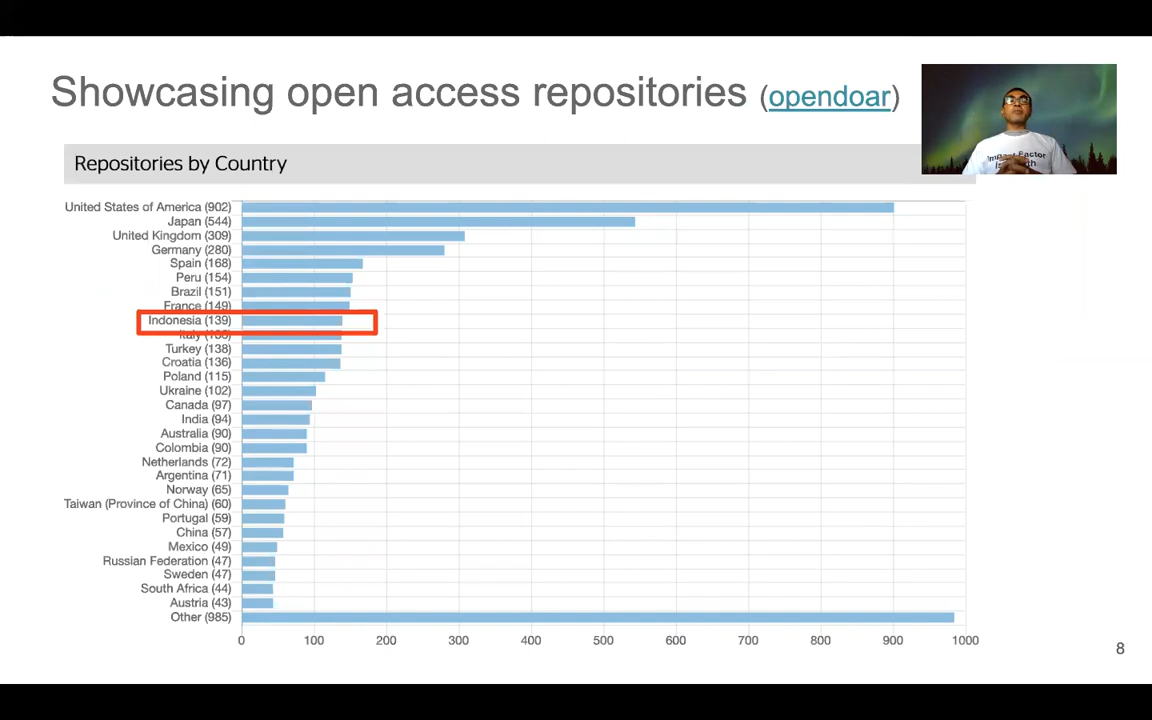 Showcasing open access repositories (opendoar)
Repositories by Country
United States of America (902)
Japan (544)
United Kingdom (309)
Germany (280)
Spain (168)
Peru (154)
Brazil (151)
France (149)
Indonesia (139)
Italy
Turkey (138)
Croatia (136)
Poland (115)
Ukraine (102)
Canada (97)
India (94)
Australia (90)
Colombia (90)
Netherlands (72)
Argentina (71)
Norway (65)
Taiwan (Province of China) (60)
Portugal (59)
China (57)
Mexico (49)
Russian Federation (47)
Sweden (47)
South Africa (44)
Austria (43)
Other (985)
0 100 200 300 400 500 600 700 800 900 1000
8
Factor